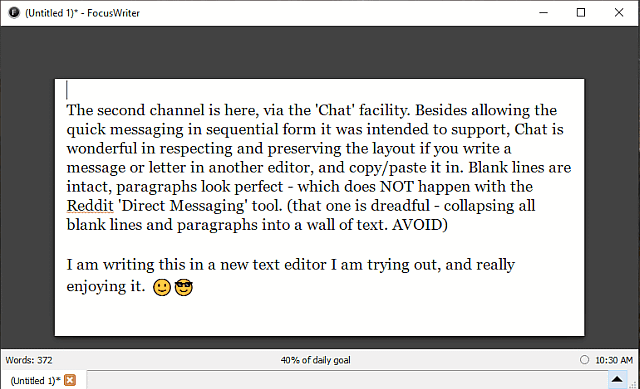 (Untitled 1)* - FocusWriter
The second channel is here, via the 'Chat' facility. Besides allowing the
quick messaging in sequential form it was intended to support, Chat is
wonderful in respecting and preserving the layout if you write a
message or letter in another editor, and copy/paste it in. Blank lines are
intact, paragraphs look perfect - which does NOT happen with the
Reddit 'Direct Messaging' tool. (that one is dreadful - collapsing all
blank lines and paragraphs into a wall of text. AVOID)
I am writing this in a new text editor I am trying out, and really
enjoying it. 🙂😎
Words: 372 40% of daily goal 10:30 AM
(Untitled 1)*